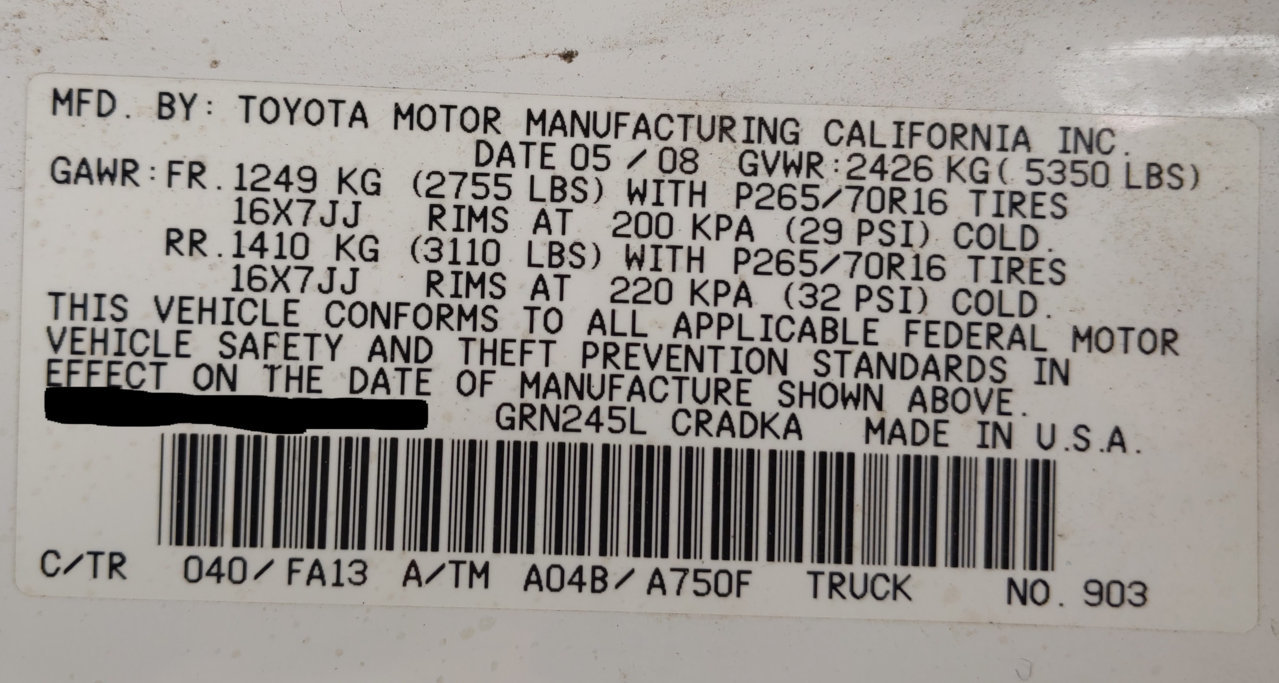 MFD. BY: TOYOTA MOTOR MANUFACTURING CALIFORNIA INC.
DATE 05 / 08 GVWR:2426 KG( 5350 LBS)
GAWR:FR.1249 KG (2755 LBS) WITH P265/70R16 TIRES
16X7JJ RIMS AT 200 KPA (29 PSI) COLD.
RR.1410 KG (3110 LBS) WITH P265/70R16 TIRES
16X7JJ RIMS AT 220 KPA (32 PSI) COLD.
THIS VEHICLE CONFORMS TO ALL APPLICABLE FEDERAL MOTOR
VEHICLE SAFETY AND THEFT PREVENTION STANDARDS IN
EFFECT ON THE DATE OF MANUFACTURE SHOWN ABOVE.
GRN245L CRADKA MADE IN U.S.A.
C/TR 040/FA13 A/TM A04B/A750F TRUCK NO. 903